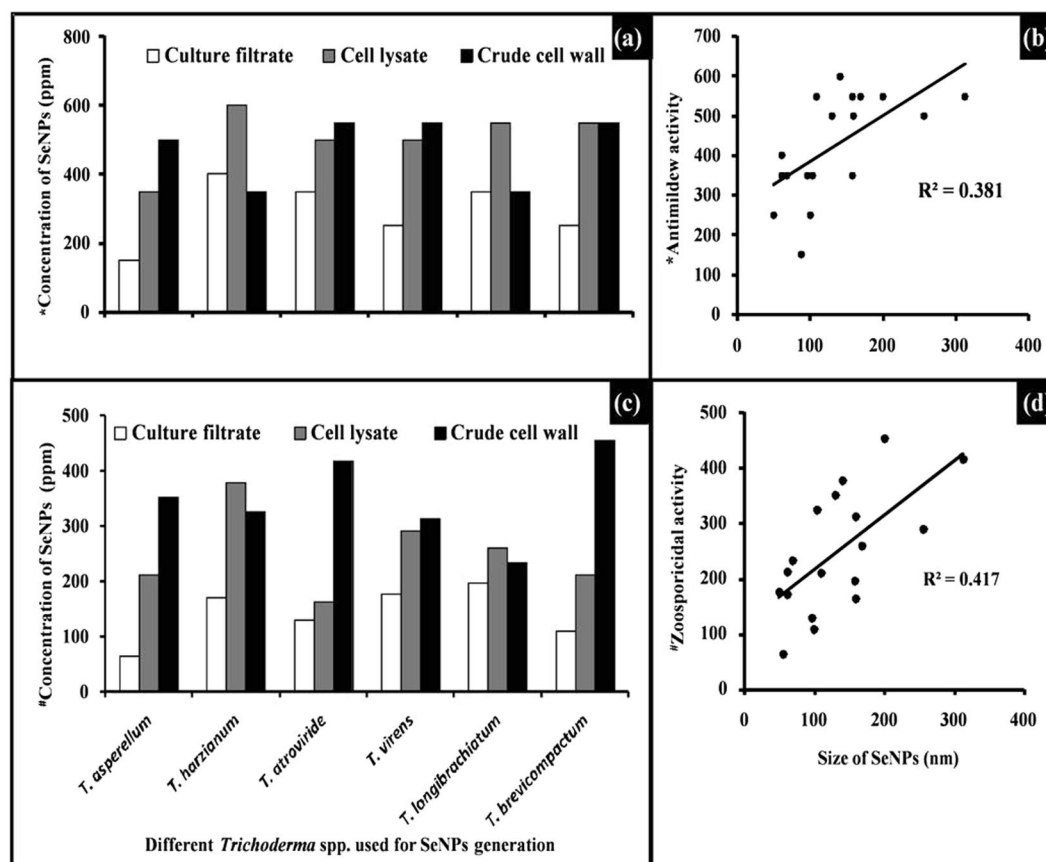 (a)
Culture filtrate Cell lysate Crude cell wall
*Concentration of SeNPs (ppm)
800
600
400
200
0
(b)
*Antimildew activity
700
600
500
400
300
200
100
0
R² = 0.381
0 100 200 300 400
(c)
Culture filtrate Cell lysate Crude cell wall
#Concentration of SeNPs (ppm)
500
400
300
200
100
0
T. asperellum
T. harzianum
T. atroviride
T. virens
T. longibrachiatum
T. brevicompactum
Different Trichoderma spp. used for SeNPs generation
(d)
#Zoosporicidal activity
500
400
300
200
100
0
R² = 0.417
0 100 200 300 400
Size of SeNPs (nm)